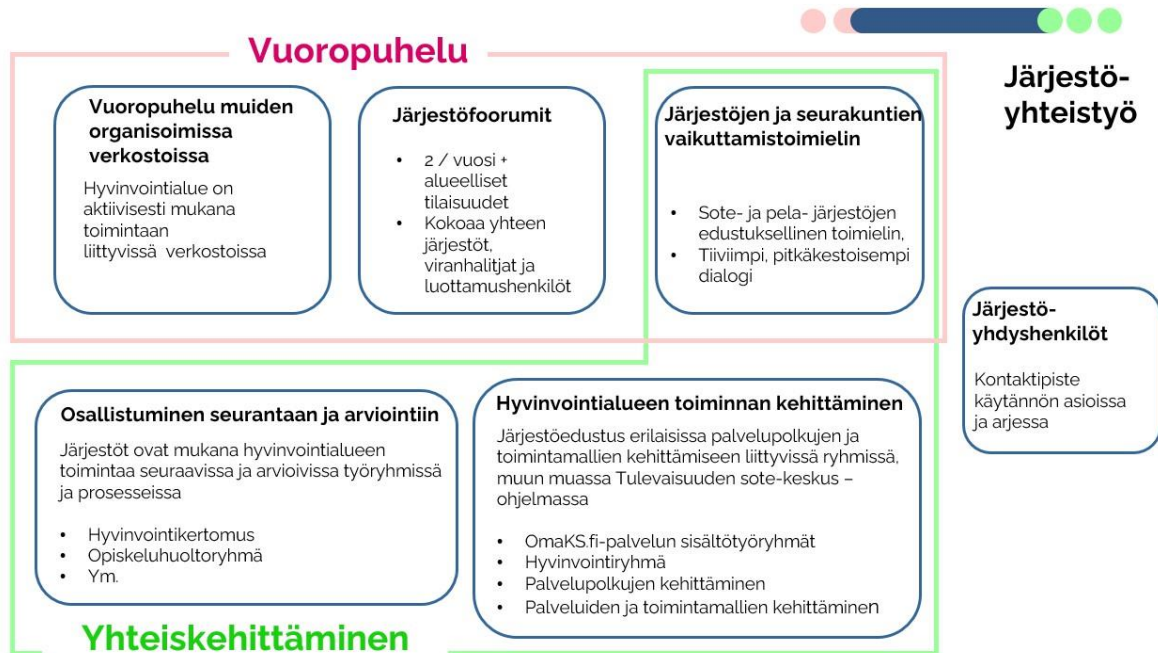 Vuoropuhelu
Järjestö-
yhteistyö
Vuoropuhelu muiden
organisoimissa
verkostoissa
Hyvinvointialue on
aktiivisesti mukana
toimintaan
liittyvissä verkostoissa
Järjestöfoorumit
• 2 / vuosi +
alueelliset
tilaisuudet
• Kokoaa yhteen
järjestöt,
viranhalitjat ja
luottamushenkilöt
Järjestöjen ja seurakuntien
vaikuttamistoimielin
• Sote- ja pela- järjestöjen
edustuksellinen toimielin,
• Tiiviimpi, pitkäkestoisempi
dialogi
Järjestö-
yhdyshenkilöt
Kontaktipiste
käytännön asioissa
ja arjessa
Osallistuminen seurantaan ja arviointiin
Järjestöt ovat mukana hyvinvointialueen
toimintaa seuraavissa ja arvioivissa työryhmissä
ja prosesseissa
• Hyvinvointikertomus
• Opiskeluhuoltoryhmä
• Ym.
Hyvinvointialueen toiminnan kehittäminen
Järjestöedustus erilaisissa palvelupolkujen ja
toimintamallien kehittämiseen liittyvissä ryhmissä,
muun muassa Tulevaisuuden sote-keskus –
ohjelmassa
• OmaKS.fi-palvelun sisältötyöryhmät
• Hyvinvointiryhmä
• Palvelupolkujen kehittäminen
• Palveluiden ja toimintamallien kehittäminen
Yhteiskehittäminen